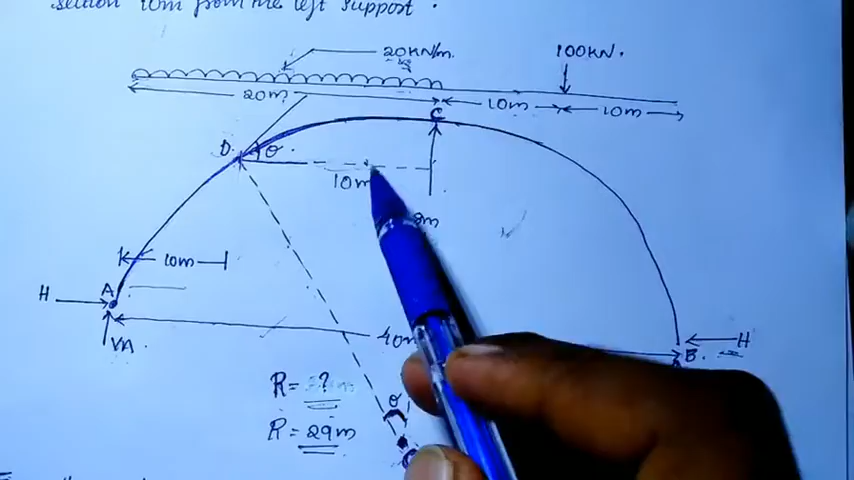 section 10m from the left support.
20KN/m.
100KN.
20m
10m
10m
C
D
θ
10m
8m
10m
A
H
VA
40m
H
B
R = ?
θ
R = 29m